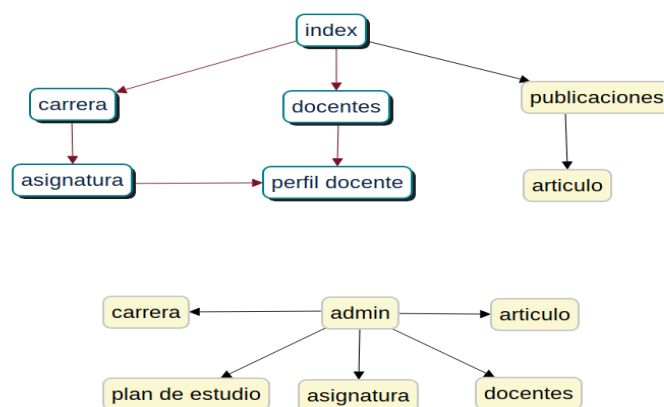 index
carrera
docentes
publicaciones
asignatura
perfil docente
articulo
carrera
admin
articulo
plan de estudio
asignatura
docentes